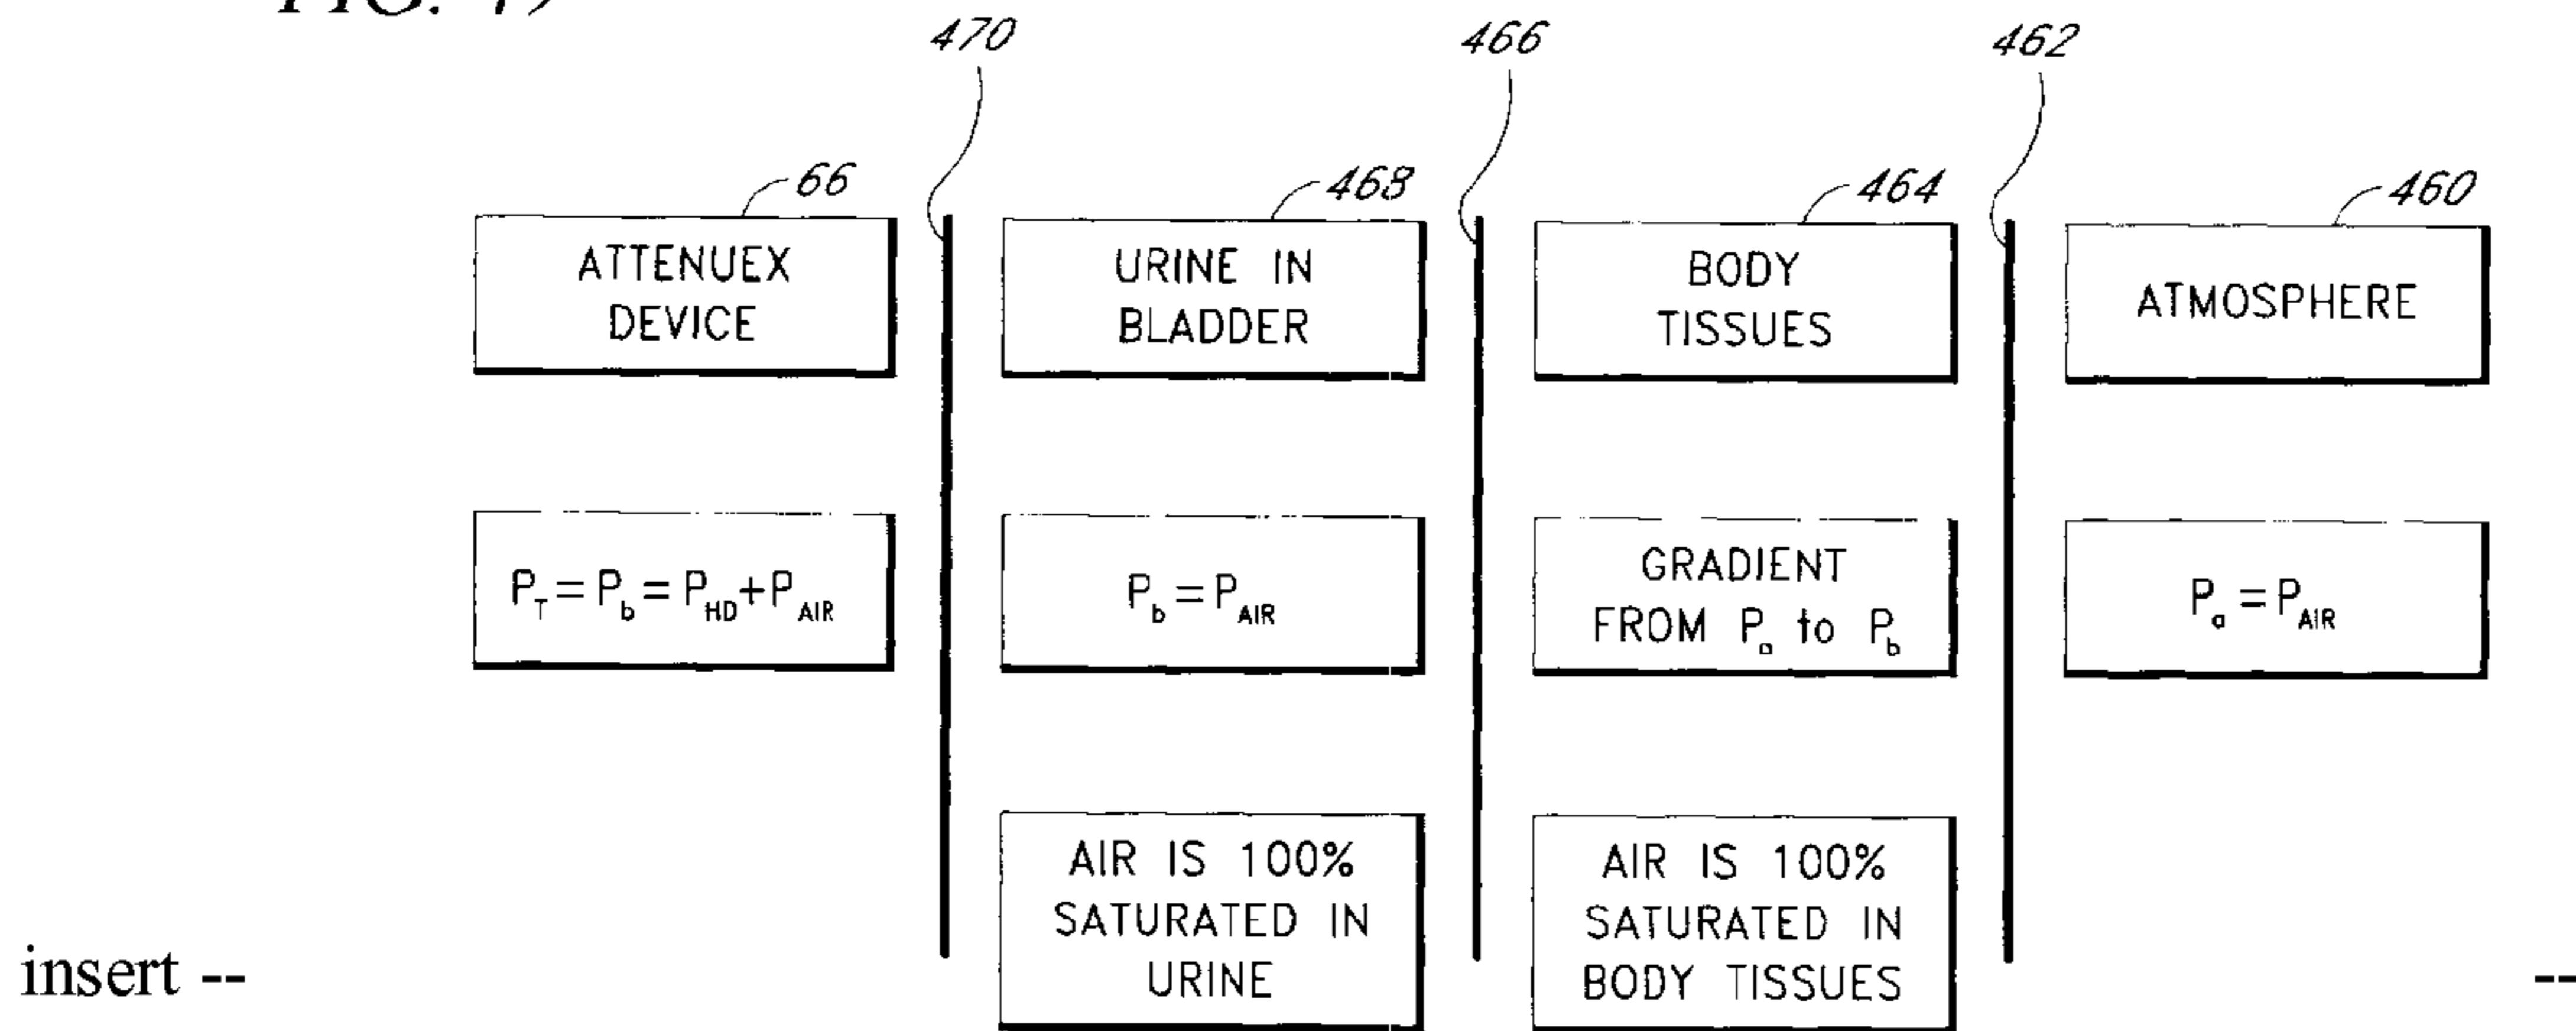 FIG. 49
470
466
462
66
468
464
460
ATTENUEX
DEVICE
URINE IN
BLADDER
BODY
TISSUES
ATMOSPHERE
P_T = P_b = P_HD + P_AIR
P_b = P_AIR
GRADIENT
FROM P_a to P_b
P_a = P_AIR
AIR IS 100%
SATURATED IN
URINE
AIR IS 100%
SATURATED IN
BODY TISSUES
insert --
--